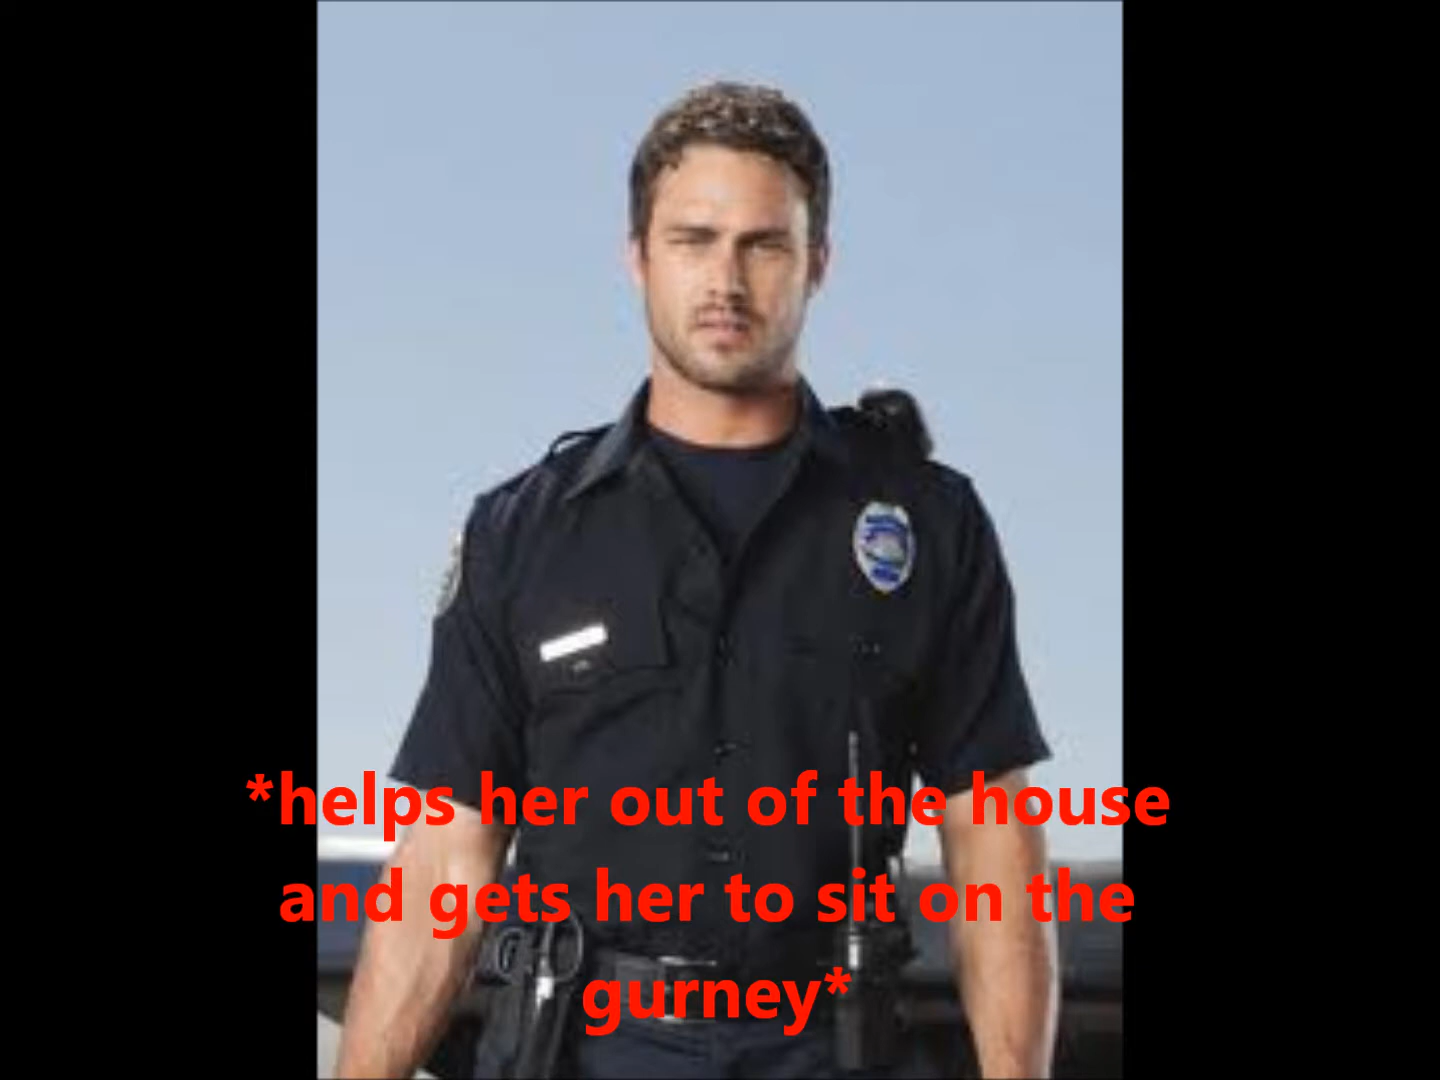 *helps her out of the house
and gets her to sit on the
gurney*